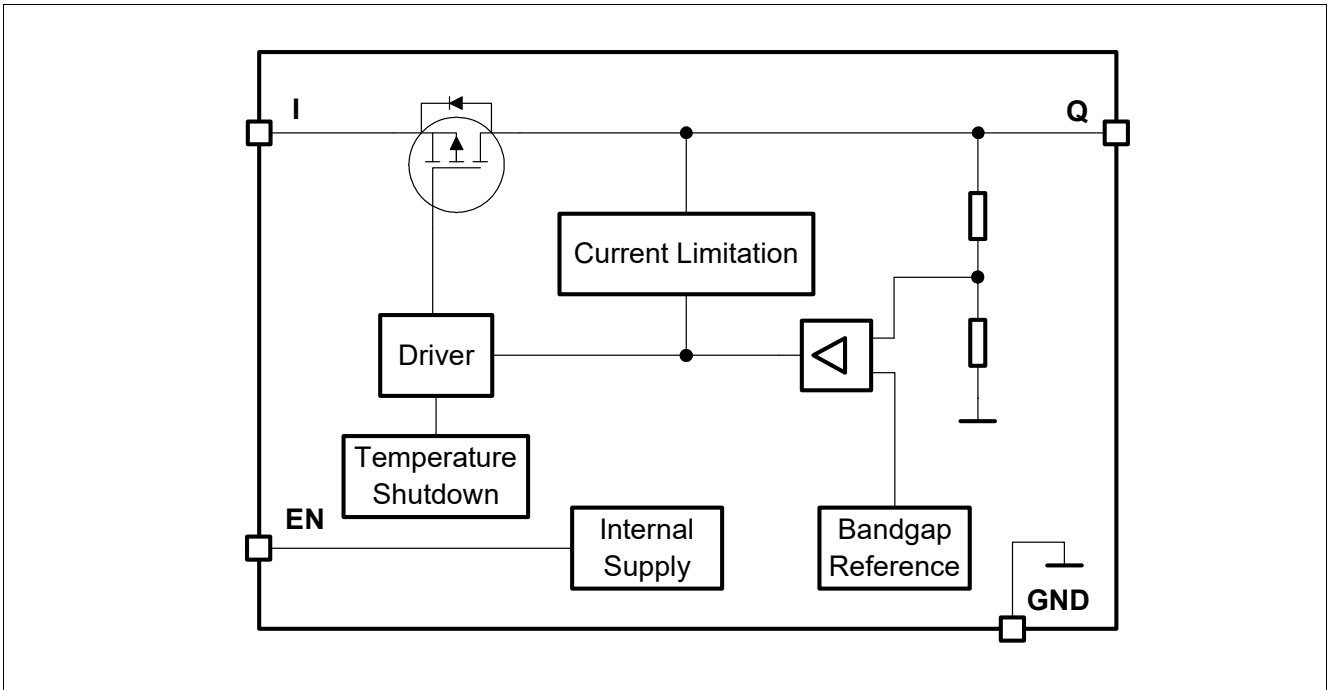 I
Q
Current Limitation
Driver
Temperature
Shutdown
EN
Internal
Supply
Bandgap
Reference
GND